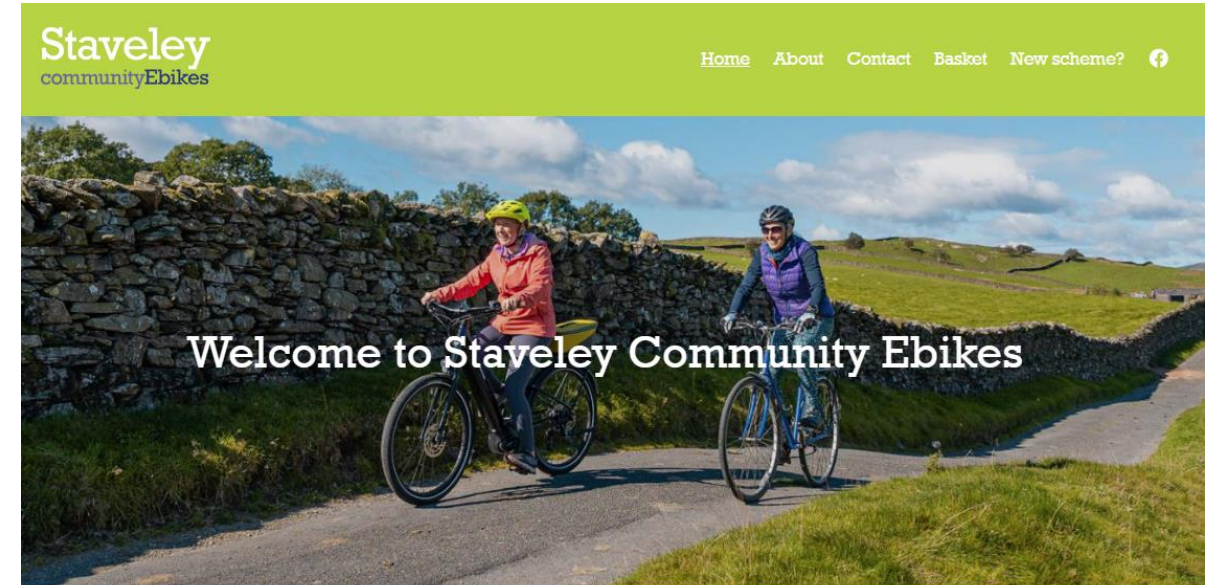 Staveley
communityEbikes
Home About Contact Basket New scheme?
Welcome to Staveley Community Ebikes